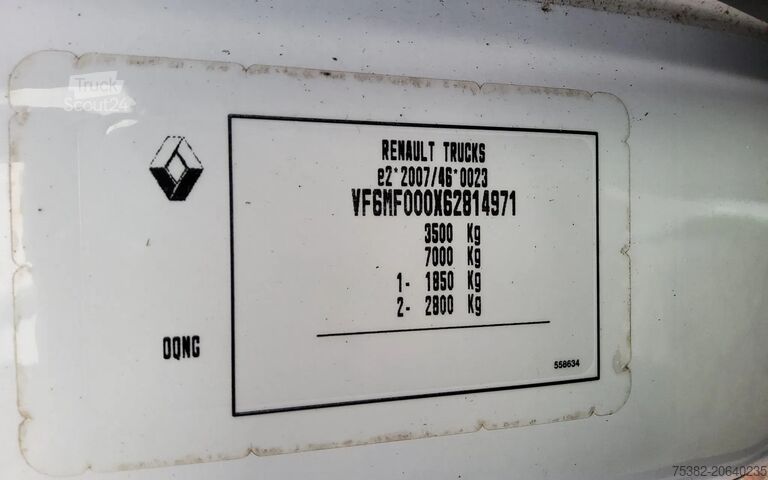 Truck
Scout24
RENAULT TRUCKS
e2*2007/46*0023
VF6MF000X62814971
3500 Kg
7000 Kg
1- 1850 Kg
2- 2800 Kg
OQNG
558634
75382-20640235